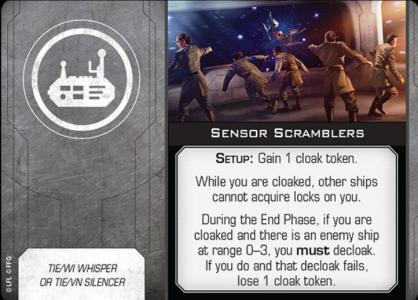 SENSOR SCRAMBLERS
SETUP: Gain 1 cloak token.
While you are cloaked, other ships
cannot acquire locks on you.
During the End Phase, if you are
cloaked and there is an enemy ship
at range 0–3, you must decloak.
If you do and that decloak fails,
lose 1 cloak token.
TIE/WI WHISPER
OR TIE/VN SILENCER
© LFL © FFG